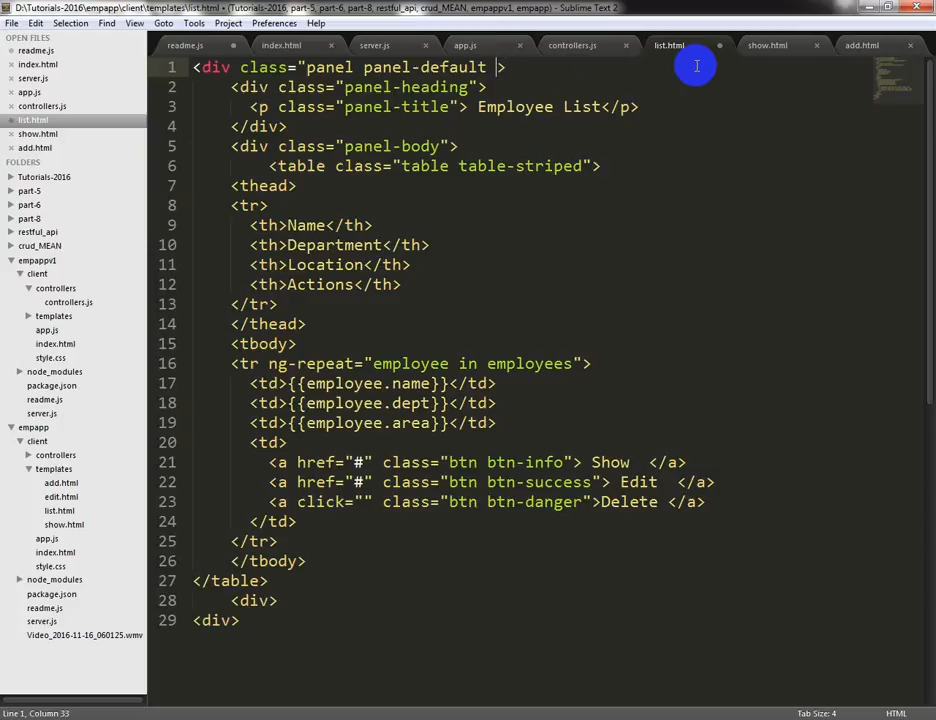 D:\Tutorials-2016\empapp\client\templates\list.html • (Tutorials-2016, part-5, part-6, part-8, restful_api, crud_MEAN, empappv1, empapp) - Sublime Text 2
File Edit Selection Find View Goto Tools Project Preferences Help
OPEN FILES
readme.js
index.html
server.js
app.js
controllers.js
list.html
show.html
add.html
FOLDERS
Tutorials-2016
part-5
part-6
part-8
restful_api
crud_MEAN
empappv1
client
controllers
controllers.js
templates
app.js
index.html
style.css
node_modules
package.json
readme.js
server.js
empapp
client
controllers
templates
add.html
edit.html
list.html
show.html
app.js
index.html
style.css
node_modules
package.json
readme.js
server.js
Video_2016-11-16_060125.wmv
readme.js index.html server.js app.js controllers.js list.html show.html add.html
1 <div class="panel panel-default >
2 <div class="panel-heading">
3 <p class="panel-title"> Employee List</p>
4 </div>
5 <div class="panel-body">
6 <table class="table table-striped">
7 <thead>
8 <tr>
9 <th>Name</th>
10 <th>Department</th>
11 <th>Location</th>
12 <th>Actions</th>
13 </tr>
14 </thead>
15 <tbody>
16 <tr ng-repeat="employee in employees">
17 <td>{{employee.name}}</td>
18 <td>{{employee.dept}}</td>
19 <td>{{employee.area}}</td>
20 <td>
21 <a href="#" class="btn btn-info"> Show </a>
22 <a href="#" class="btn btn-success"> Edit </a>
23 <a click="" class="btn btn-danger">Delete </a>
24 </td>
25 </tr>
26 </tbody>
27 </table>
28 <div>
29 <div>
Line 1, Column 33 Tab Size: 4 HTML